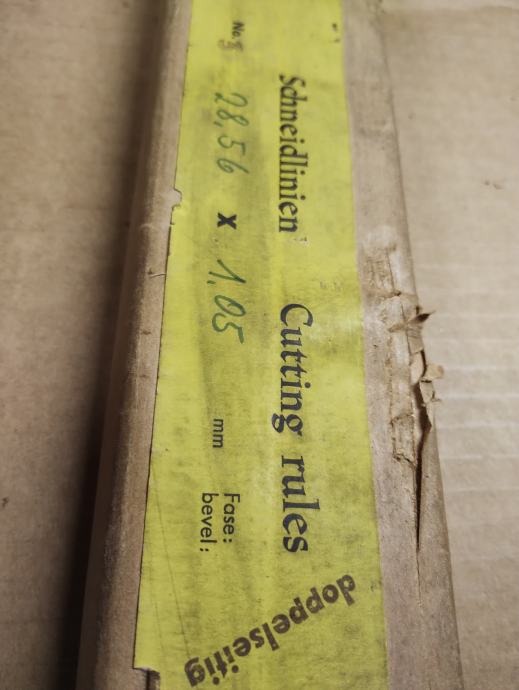 Schneidlinien Cutting rules
No. 28,56 x 1,05 mm
Fase:
bevel:
doppelseitig